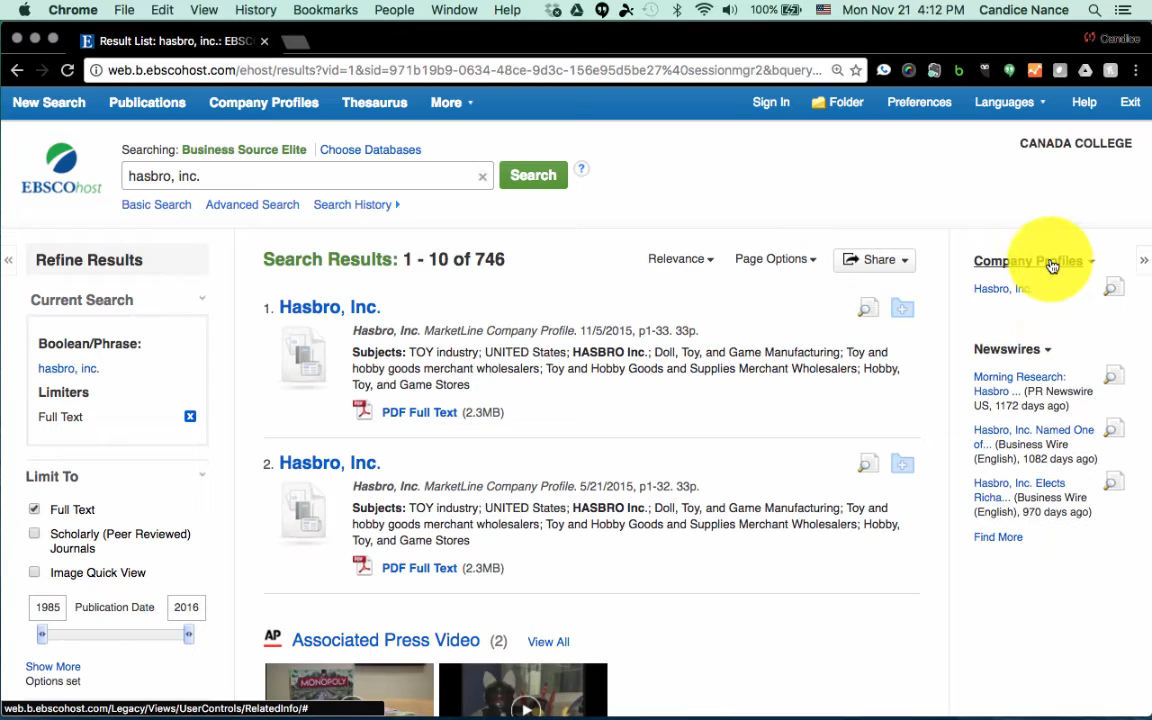 Chrome File Edit View History Bookmarks People Window Help 100% Mon Nov 21 4:12 PM Candice Nance
Result List: hasbro, inc.: EBSC × Candice
web.b.ebscohost.com/ehost/results?vid=1&sid=971b19b9-0634-48ce-9d3c-156e95d5be27%40sessionmgr2&bquery...
New Search Publications Company Profiles Thesaurus More Sign In Folder Preferences Languages Help Exit
CANADA COLLEGE
Searching: Business Source Elite Choose Databases
EBSCOhost
hasbro, inc. × Search ?
Basic Search Advanced Search Search History
Refine Results
Current Search
Boolean/Phrase:
hasbro, inc.
Limiters
Full Text
Limit To
Full Text
Scholarly (Peer Reviewed)
Journals
Image Quick View
1985 Publication Date 2016
Show More
Options set
Search Results: 1 - 10 of 746 Relevance Page Options Share
1. Hasbro, Inc.
Hasbro, Inc. MarketLine Company Profile. 11/5/2015, p1-33. 33p.
Subjects: TOY industry; UNITED States; HASBRO Inc.; Doll, Toy, and Game Manufacturing; Toy and
hobby goods merchant wholesalers; Toy and Hobby Goods and Supplies Merchant Wholesalers; Hobby,
Toy, and Game Stores
PDF Full Text (2.3MB)
2. Hasbro, Inc.
Hasbro, Inc. MarketLine Company Profile. 5/21/2015, p1-32. 33p.
Subjects: TOY industry; UNITED States; HASBRO Inc.; Doll, Toy, and Game Manufacturing; Toy and
hobby goods merchant wholesalers; Toy and Hobby Goods and Supplies Merchant Wholesalers; Hobby,
Toy, and Game Stores
PDF Full Text (2.3MB)
AP Associated Press Video (2) View All
MONOPOLY
Company Profiles
Hasbro, Inc.
Newswires
Morning Research:
Hasbro ... (PR Newswire
US, 1172 days ago)
Hasbro, Inc. Named One
of... (Business Wire
(English), 1082 days ago)
Hasbro, Inc. Elects
Richa... (Business Wire
(English), 970 days ago)
Find More
web.b.ebscohost.com/Legacy/Views/UserControls/RelatedInfo/#